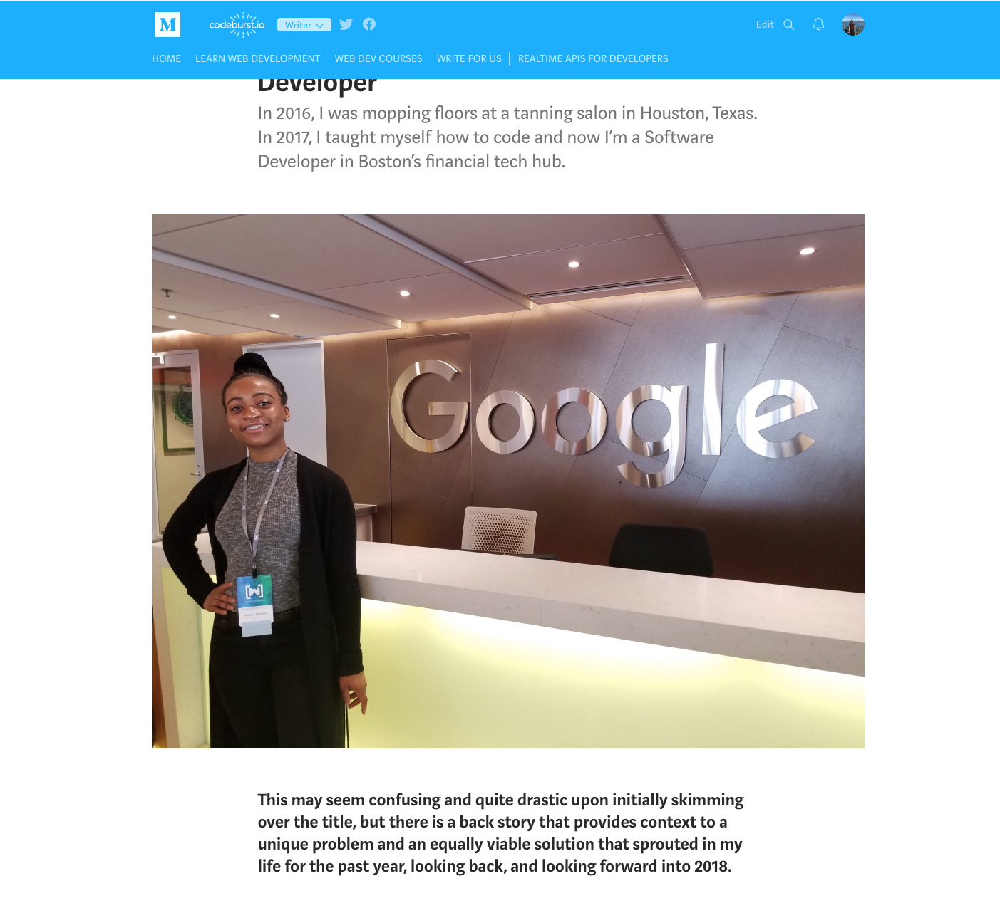 M
codeburst.io
Writer
Edit
HOME
LEARN WEB DEVELOPMENT
WEB DEV COURSES
WRITE FOR US
REALTIME APIS FOR DEVELOPERS
Developer
In 2016, I was mopping floors at a tanning salon in Houston, Texas.
In 2017, I taught myself how to code and now I’m a Software
Developer in Boston’s financial tech hub.
Google
This may seem confusing and quite drastic upon initially skimming
over the title, but there is a back story that provides context to a
unique problem and an equally viable solution that sprouted in my
life for the past year, looking back, and looking forward into 2018.